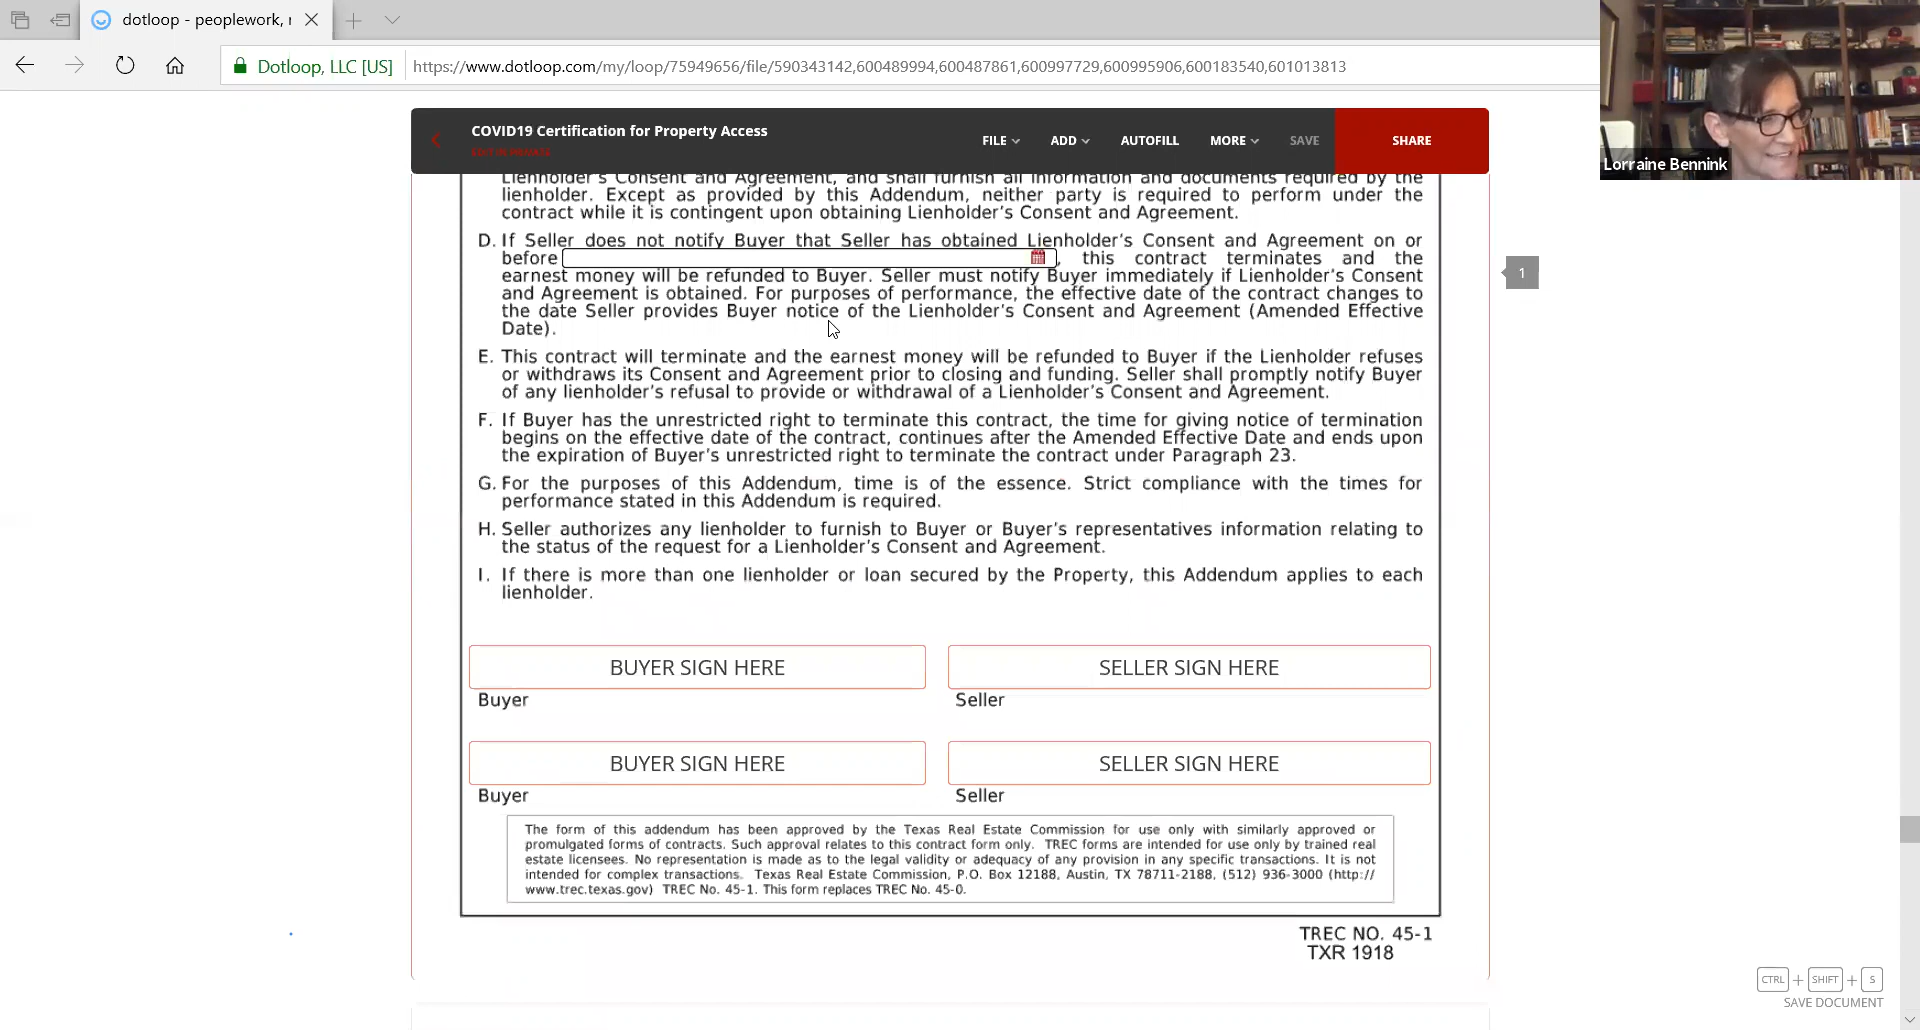 dotloop - peoplework, r
Dotloop, LLC [US]
https://www.dotloop.com/my/loop/75949656/file/590343142,600489994,600487861,600997729,600995906,600183540,601013813
Lorraine Bennink
COVID19 Certification for Property Access
EDIT IN PRIVATE
FILE
ADD
AUTOFILL
MORE
SAVE
SHARE
Lienholder's Consent and Agreement, and shall furnish all information and documents required by the
lienholder. Except as provided by this Addendum, neither party is required to perform under the
contract while it is contingent upon obtaining Lienholder's Consent and Agreement.
D. If Seller does not notify Buyer that Seller has obtained Lienholder's Consent and Agreement on or
before , this contract terminates and the
earnest money will be refunded to Buyer. Seller must notify Buyer immediately if Lienholder's Consent
and Agreement is obtained. For purposes of performance, the effective date of the contract changes to
the date Seller provides Buyer notice of the Lienholder's Consent and Agreement (Amended Effective
Date).
1
E. This contract will terminate and the earnest money will be refunded to Buyer if the Lienholder refuses
or withdraws its Consent and Agreement prior to closing and funding. Seller shall promptly notify Buyer
of any lienholder's refusal to provide or withdrawal of a Lienholder's Consent and Agreement.
F. If Buyer has the unrestricted right to terminate this contract, the time for giving notice of termination
begins on the effective date of the contract, continues after the Amended Effective Date and ends upon
the expiration of Buyer's unrestricted right to terminate the contract under Paragraph 23.
G. For the purposes of this Addendum, time is of the essence. Strict compliance with the times for
performance stated in this Addendum is required.
H. Seller authorizes any lienholder to furnish to Buyer or Buyer's representatives information relating to
the status of the request for a Lienholder's Consent and Agreement.
I. If there is more than one lienholder or loan secured by the Property, this Addendum applies to each
lienholder.
BUYER SIGN HERE
SELLER SIGN HERE
Buyer
Seller
BUYER SIGN HERE
SELLER SIGN HERE
Buyer
Seller
The form of this addendum has been approved by the Texas Real Estate Commission for use only with similarly approved or
promulgated forms of contracts. Such approval relates to this contract form only. TREC forms are intended for use only by trained real
estate licensees. No representation is made as to the legal validity or adequacy of any provision in any specific transactions. It is not
intended for complex transactions. Texas Real Estate Commission, P.O. Box 12188, Austin, TX 78711-2188, (512) 936-3000 (http://
www.trec.texas.gov) TREC No. 45-1. This form replaces TREC No. 45-0.
TREC NO. 45-1
TXR 1918
CTRL + SHIFT + S
SAVE DOCUMENT